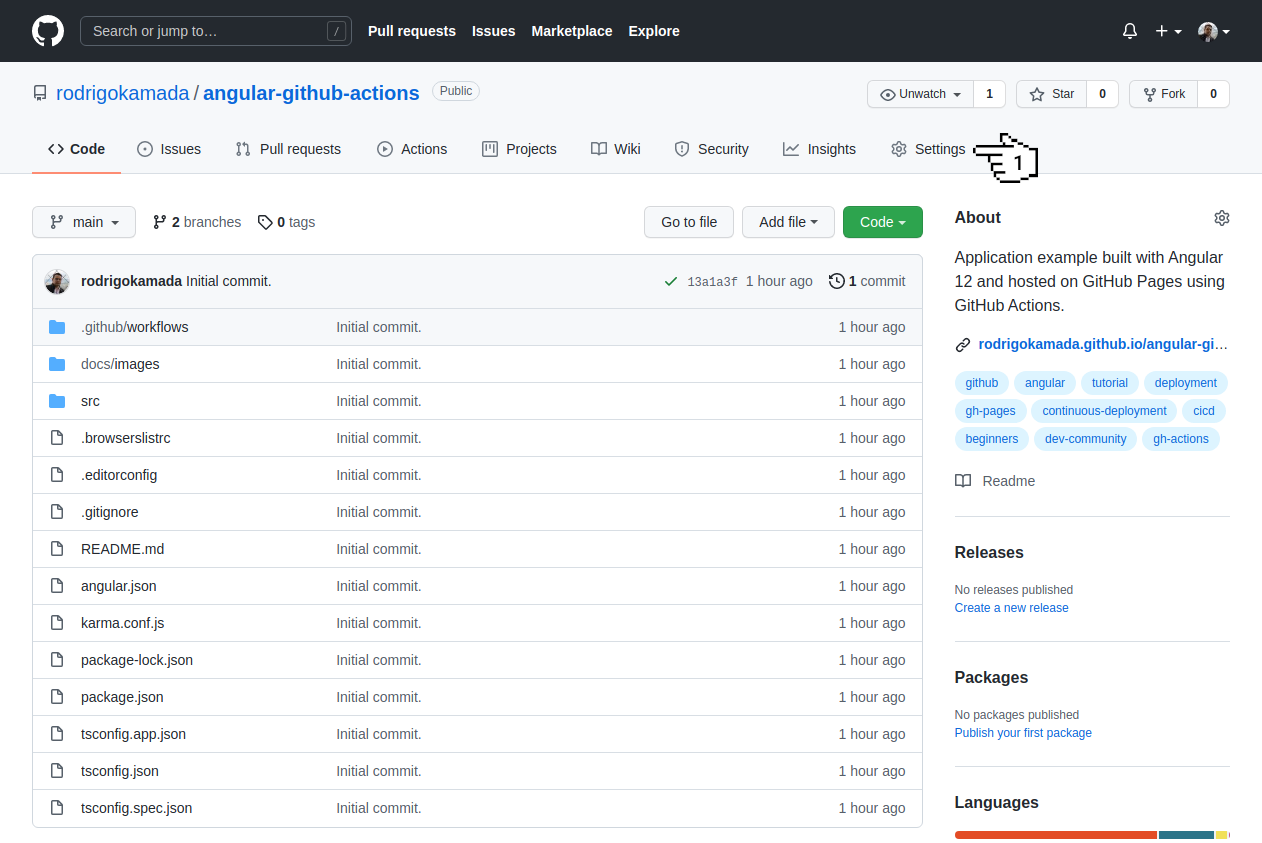 Search or jump to… / Pull requests Issues Marketplace Explore
rodrigokamada / angular-github-actions Public Unwatch 1 Star 0 Fork 0
Code Issues Pull requests Actions Projects Wiki Security Insights Settings 1
main 2 branches 0 tags Go to file Add file Code
rodrigokamada Initial commit. 13a1a3f 1 hour ago 1 commit
.github/workflows Initial commit. 1 hour ago
docs/images Initial commit. 1 hour ago
src Initial commit. 1 hour ago
.browserslistrc Initial commit. 1 hour ago
.editorconfig Initial commit. 1 hour ago
.gitignore Initial commit. 1 hour ago
README.md Initial commit. 1 hour ago
angular.json Initial commit. 1 hour ago
karma.conf.js Initial commit. 1 hour ago
package-lock.json Initial commit. 1 hour ago
package.json Initial commit. 1 hour ago
tsconfig.app.json Initial commit. 1 hour ago
tsconfig.json Initial commit. 1 hour ago
tsconfig.spec.json Initial commit. 1 hour ago
About
Application example built with Angular
12 and hosted on GitHub Pages using
GitHub Actions.
rodrigokamada.github.io/angular-gi…
github angular tutorial deployment
gh-pages continuous-deployment cicd
beginners dev-community gh-actions
Readme
Releases
No releases published
Create a new release
Packages
No packages published
Publish your first package
Languages